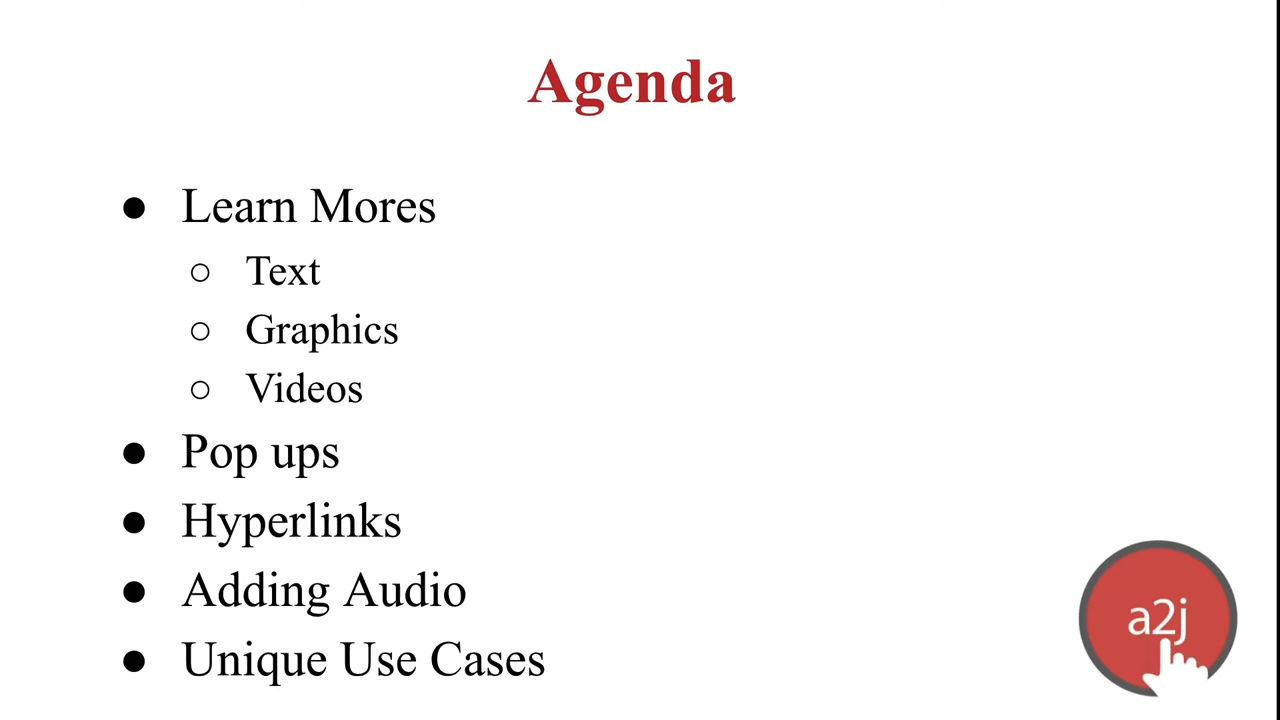 Agenda
● Learn Mores
○ Text
○ Graphics
○ Videos
● Pop ups
● Hyperlinks
● Adding Audio
● Unique Use Cases
a2j